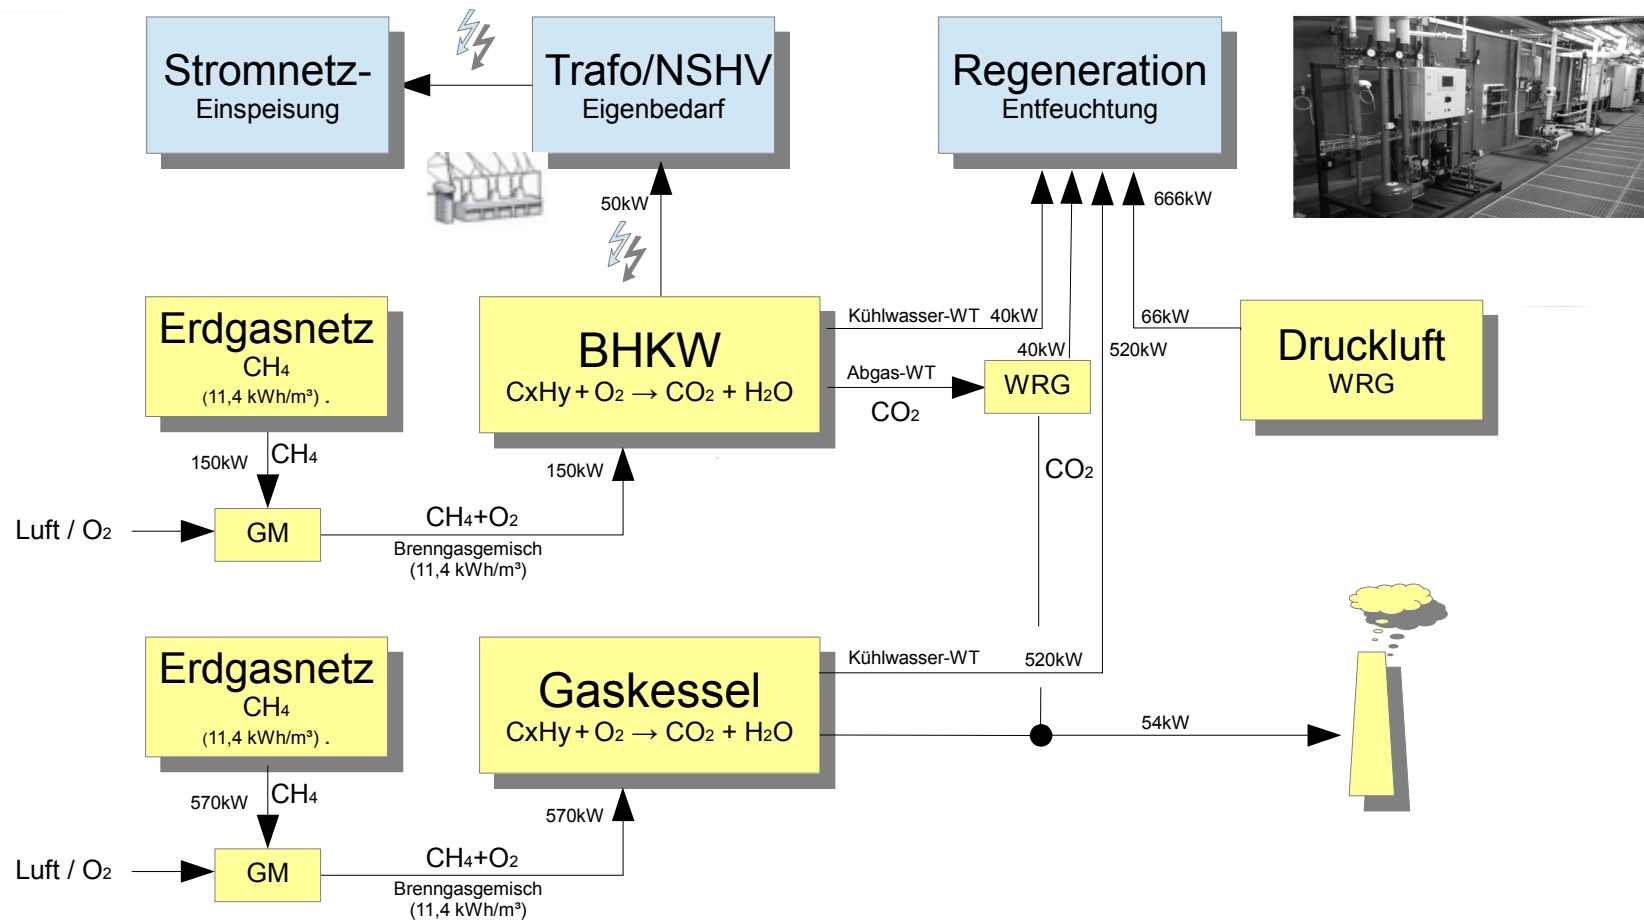 Stromnetz-
Einspeisung
Trafo/NSHV
Eigenbedarf
Regeneration
Entfeuchtung
50kW
666kW
Erdgasnetz
CH4
(11,4 kWh/m³) .
BHKW
CxHy + O2 → CO2 + H2O
Kühlwasser-WT 40kW
40kW
520kW
66kW
Druckluft
WRG
Abgas-WT
CO2
WRG
CO2
150kW
CH4
150kW
Luft / O2
GM
CH4+O2
Brenngasgemisch
(11,4 kWh/m³)
Erdgasnetz
CH4
(11,4 kWh/m³) .
Gaskessel
CxHy + O2 → CO2 + H2O
Kühlwasser-WT
520kW
54kW
570kW
CH4
570kW
Luft / O2
GM
CH4+O2
Brenngasgemisch
(11,4 kWh/m³)